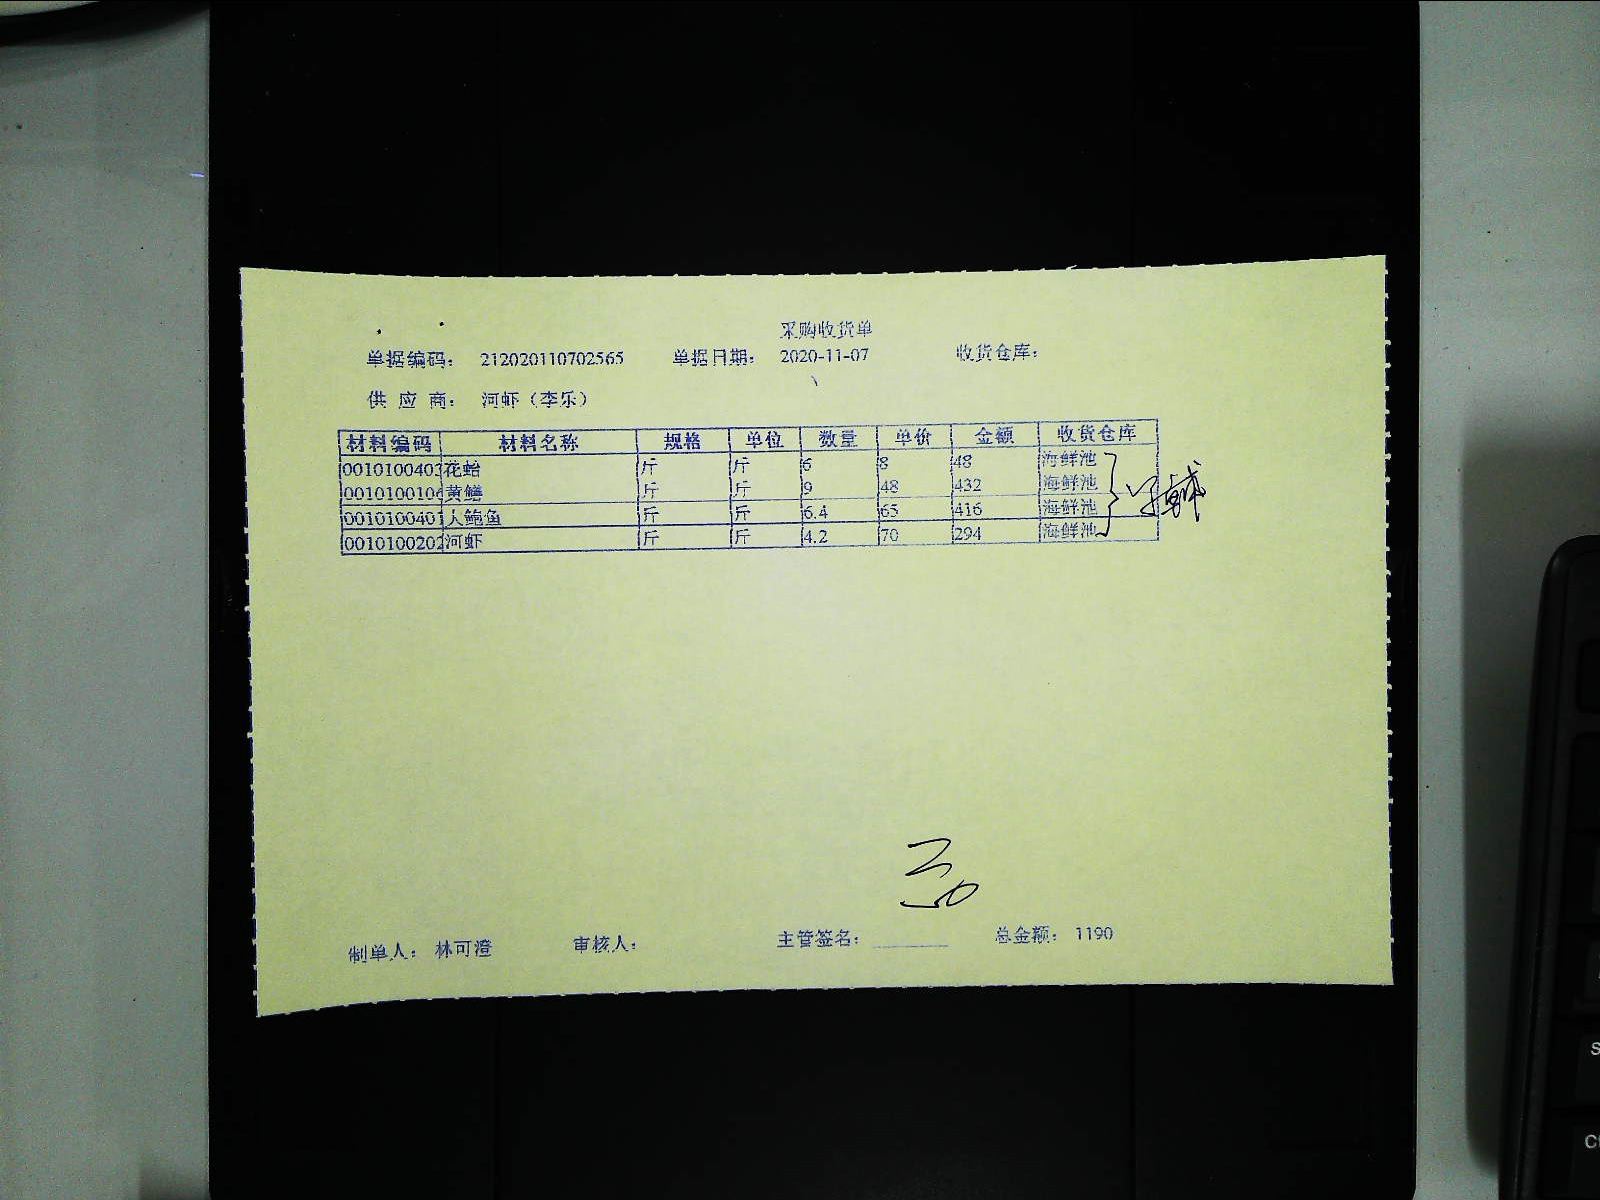 采购收货单
单据编码： 212020110702565 单据日期： 2020-11-07 收货仓库：
供 应 商： 河虾（李乐）
材料编码 材料名称 规格 单位 数量 单价 金额 收货仓库
0010100403 花蛤 斤 斤 6 8 48 海鲜池
001010010 黄鳝 斤 斤 9 48 432 海鲜池
001010040 大鲍鱼 斤 斤 6.4 65 416 海鲜池
0010100202 河虾 斤 斤 4.2 70 294 海鲜池
制单人： 林可澄 审核人： 主管签名： 总金额： 1190